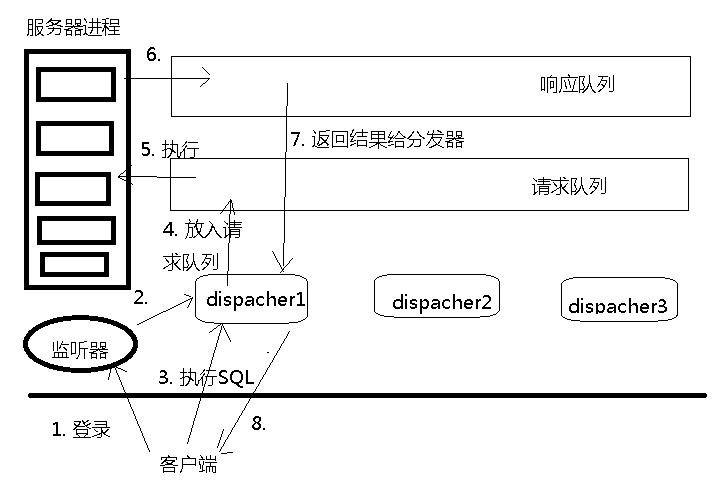 服务器进程
6.
响应队列
7. 返回结果给分发器
5. 执行
请求队列
4. 放入请
求队列
2.
dispacher1
dispacher2
dispacher3
监听器
3. 执行SQL
1. 登录
8.
客户端